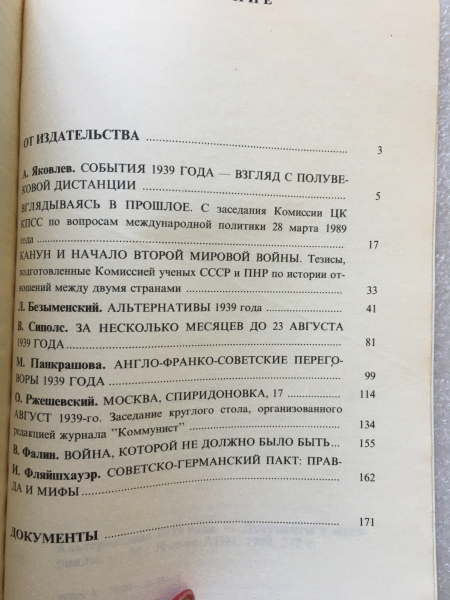 ОТ ИЗДАТЕЛЬСТВА 3
А. Яковлев. СОБЫТИЯ 1939 ГОДА — ВЗГЛЯД С ПОЛУВЕ-
КОВОЙ ДИСТАНЦИИ 5
ВГЛЯДЫВАЯСЬ В ПРОШЛОЕ. С заседания Комиссии ЦК
КПСС по вопросам международной политики 28 марта 1989
года 17
КАНУН И НАЧАЛО ВТОРОЙ МИРОВОЙ ВОЙНЫ. Тезисы,
подготовленные Комиссией ученых СССР и ПНР по истории от-
ношений между двумя странами 33
Л. Безыменский. АЛЬТЕРНАТИВЫ 1939 года 41
В. Сиполс. ЗА НЕСКОЛЬКО МЕСЯЦЕВ ДО 23 АВГУСТА
1939 ГОДА 81
М. Панкрашова. АНГЛО-ФРАНКО-СОВЕТСКИЕ ПЕРЕГО-
ВОРЫ 1939 ГОДА 99
О. Ржешевский. МОСКВА, СПИРИДОНОВКА, 17 114
АВГУСТ 1939-го. Заседание круглого стола, организованного
редакцией журнала "Коммунист" 134
В. Фалин. ВОЙНА, КОТОРОЙ НЕ ДОЛЖНО БЫЛО БЫТЬ... 155
И. Фляйшхауэр. СОВЕТСКО-ГЕРМАНСКИЙ ПАКТ: ПРАВ-
ДА И МИФЫ 162
ДОКУМЕНТЫ 171